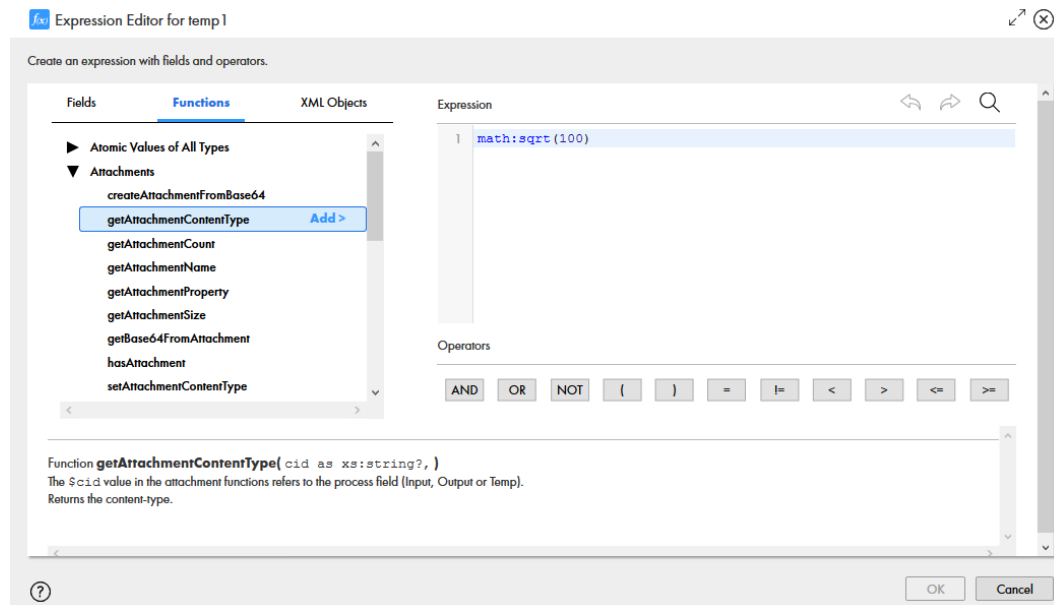 f(x) Expression Editor for temp1
Create an expression with fields and operators.
Fields Functions XML Objects
Atomic Values of All Types
Attachments
createAttachmentFromBase64
getAttachmentContentType Add >
getAttachmentCount
getAttachmentName
getAttachmentProperty
getAttachmentSize
getBase64FromAttachment
hasAttachment
setAttachmentContentType
Expression
1 math:sqrt(100)
Operators
AND OR NOT ( ) = != < > <= >=
Function getAttachmentContentType( cid as xs:string?, )
The $cid value in the attachment functions refers to the process field (Input, Output or Temp).
Returns the content-type.
? OK Cancel